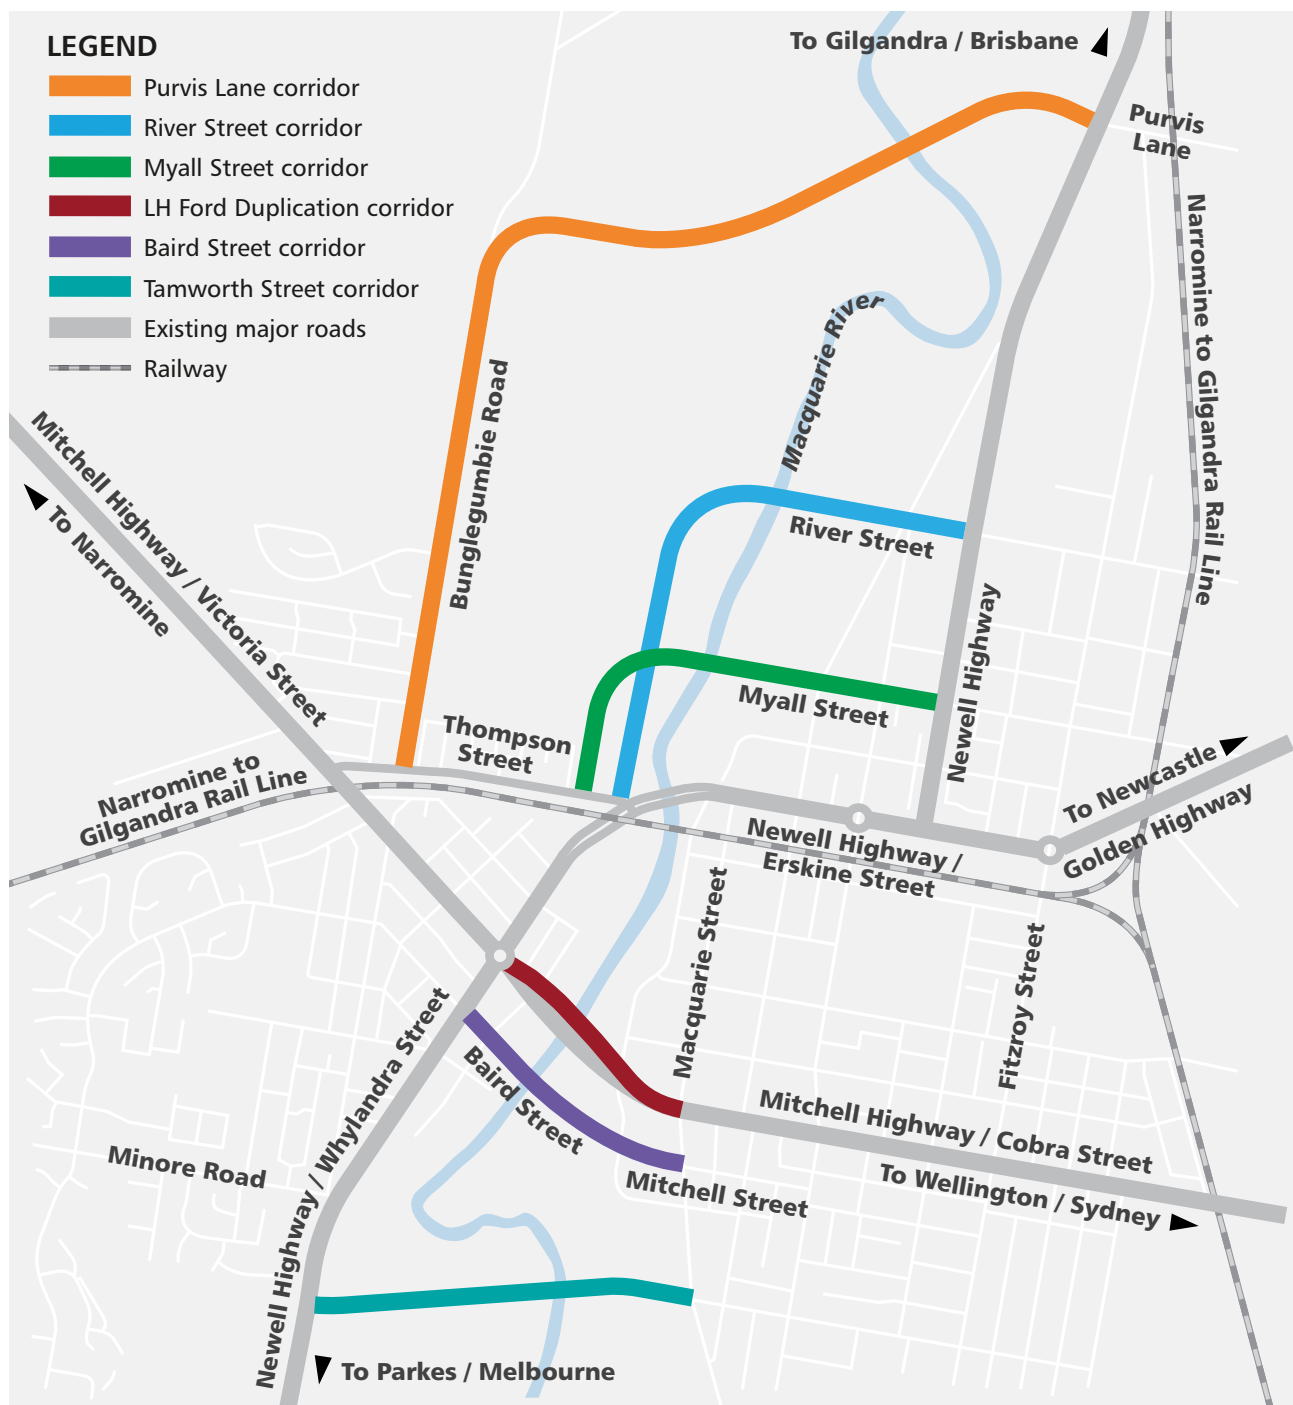 LEGEND
Purvis Lane corridor
River Street corridor
Myall Street corridor
LH Ford Duplication corridor
Baird Street corridor
Tamworth Street corridor
Existing major roads
Railway
To Gilgandra / Brisbane
Purvis
Lane
Narromine to Gilgandra Rail Line
Macquarie River
Bunglegumbie Road
Mitchell Highway / Victoria Street
To Narromine
River Street
Myall Street
Newell Highway
Thompson
Street
Narromine to
Gilgandra Rail Line
To Newcastle
Golden Highway
Newell Highway /
Erskine Street
Macquarie Street
Fitzroy Street
Baird Street
Mitchell Highway / Cobra Street
To Wellington / Sydney
Mitchell Street
Minore Road
Newell Highway / Whylandra Street
To Parkes / Melbourne